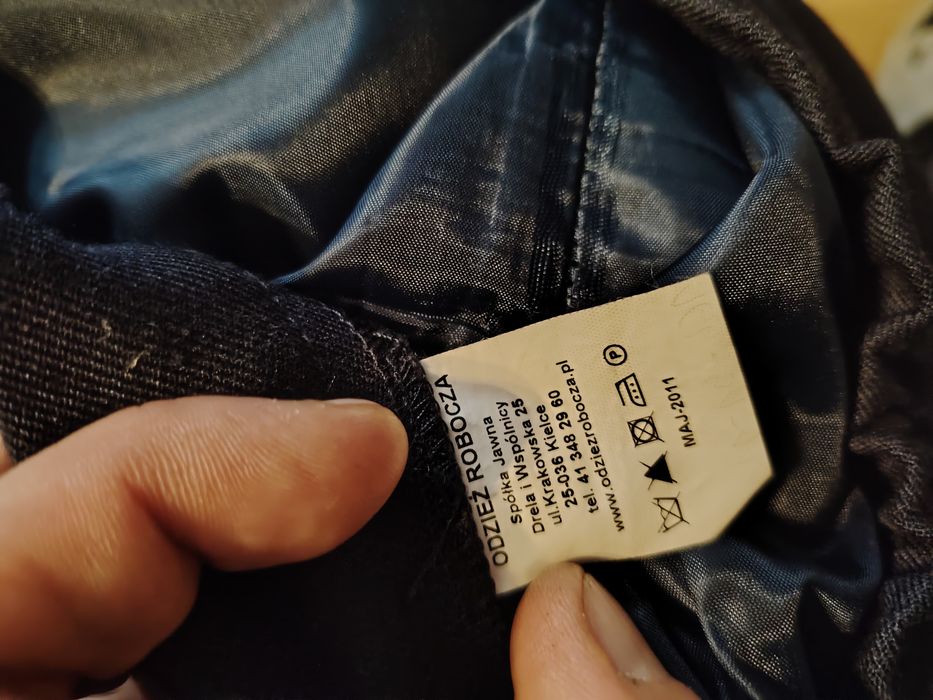 ODZIEŻ ROBOCZA
Spółka Jawna
Drela i Wspólnicy
ul.Krakowska 25
25-036 Kielce
tel. 41 348 29 60
www.odziezrobocza.pl
P
MAJ-2011